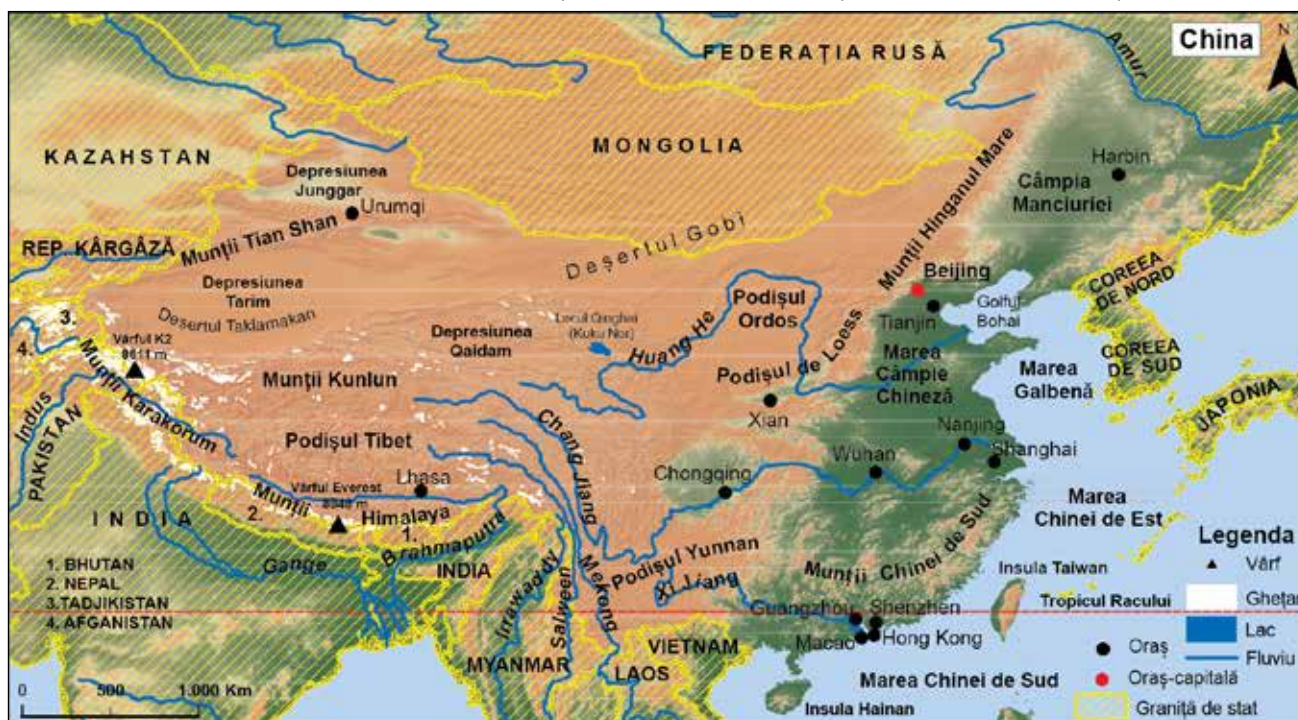 China
N
FEDERAȚIA RUSĂ
Amur
KAZAHSTAN
MONGOLIA
Depresiunea
Junggar
Urumqi
Harbin
Câmpia
Manciuriei
Munții Hinganul Mare
REP. KÂRGÂZĂ
Munții Tian Shan
Deșertul Gobi
Beijing
COREEA
DE NORD
Depresiunea
Tarim
Deșertul Taklamakan
3.
4.
Vârful K2
8611 m
Lacul Qinghai
(Kuku Nor)
Depresiunea
Qaidam
Huang He
Podișul
Ordos
Tianjin
Golful
Bohai
COREEA
DE SUD
Podișul de Loess
Marea
Câmpie
Chineză
Marea
Galbenă
JAPONIA
Munții Karakorum
Munții Kunlun
Indus
PAKISTAN
Xian
Podișul Tibet
Chang Jiang
Nanjing
Shanghai
Wuhan
Chongqing
Lhasa
Vârful Everest
8848 m
Munții Himalaya
2.
1.
INDIA
Marea
Chinei de Est
Gange
Brahmaputra
INDIA
Irrawaddy
Salween
Mekong
Podișul Yunnan
Xi Jiang
Munții Chinei de Sud
Insula Taiwan
Tropicul Racului
Guangzhou
Shenzhen
Macao
Hong Kong
MYANMAR
LAOS
VIETNAM
Marea Chinei de Sud
Insula Hainan
1. BHUTAN
2. NEPAL
3.TADJIKISTAN
4. AFGANISTAN
0 500 1.000 Km
Legenda
Vârf
Lac
Fluviu
Oraș
Oraș-capitală
Graniță de stat